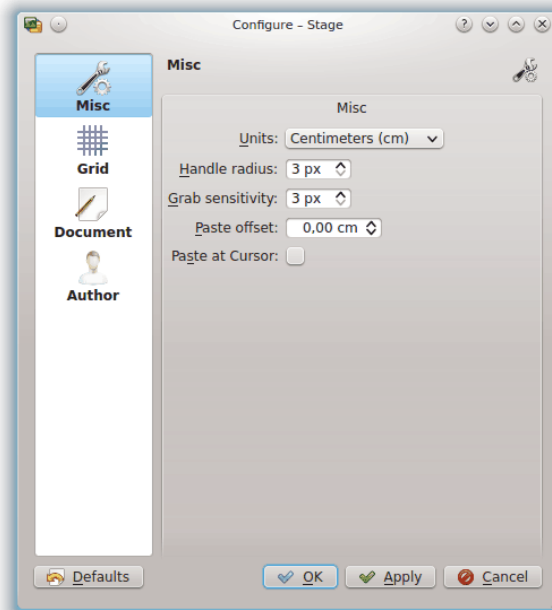 Configure – Stage
Misc
Grid
Document
Author
Misc
Misc
Units: Centimeters (cm)
Handle radius: 3 px
Grab sensitivity: 3 px
Paste offset: 0,00 cm
Paste at Cursor:
Defaults OK Apply Cancel